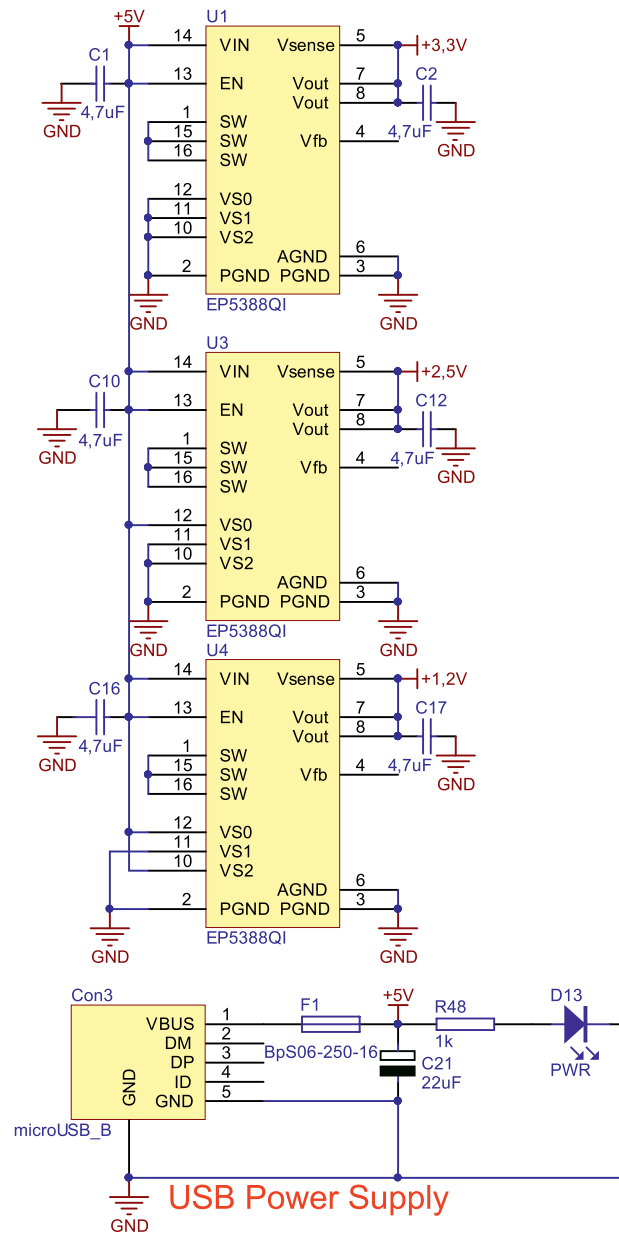 +5V
U1
C1
4,7uF
GND
14 VIN
13 EN
1 SW
15 SW
16 SW
12 VS0
11 VS1
10 VS2
2 PGND
GND
Vsense 5
Vout 7
Vout 8
Vfb 4
AGND 6
PGND 3
GND
+3,3V
C2
4,7uF
GND
EP5388QI
U3
C10
4,7uF
GND
14 VIN
13 EN
1 SW
15 SW
16 SW
12 VS0
11 VS1
10 VS2
2 PGND
GND
Vsense 5
Vout 7
Vout 8
Vfb 4
AGND 6
PGND 3
GND
+2,5V
C12
4,7uF
GND
EP5388QI
U4
C16
4,7uF
GND
14 VIN
13 EN
1 SW
15 SW
16 SW
12 VS0
11 VS1
10 VS2
2 PGND
GND
Vsense 5
Vout 7
Vout 8
Vfb 4
AGND 6
PGND 3
GND
+1,2V
C17
4,7uF
GND
EP5388QI
Con3
VBUS 1
DM 2
DP 3
ID 4
GND 5
GND
microUSB_B
F1
BpS06-250-16
+5V
C21
22uF
R48
1k
D13
PWR
GND
USB Power Supply